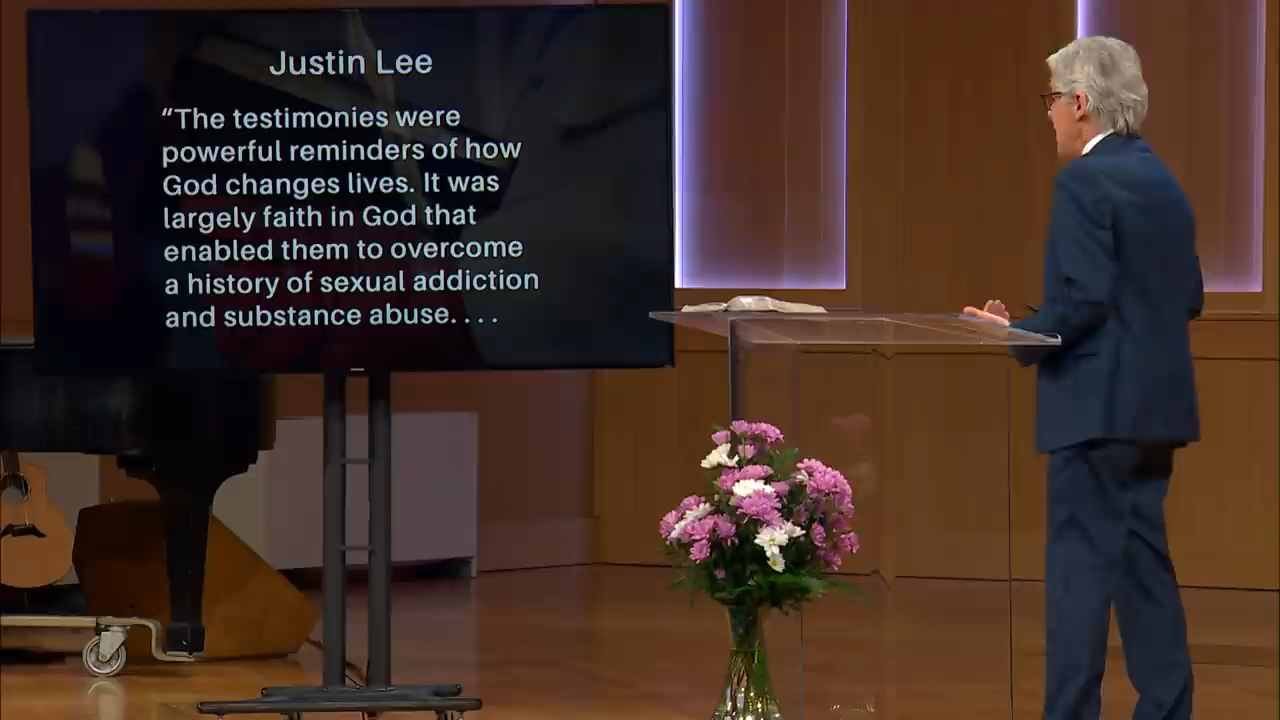 Justin Lee
“The testimonies were
powerful reminders of how
God changes lives. It was
largely faith in God that
enabled them to overcome
a history of sexual addiction
and substance abuse. . . .